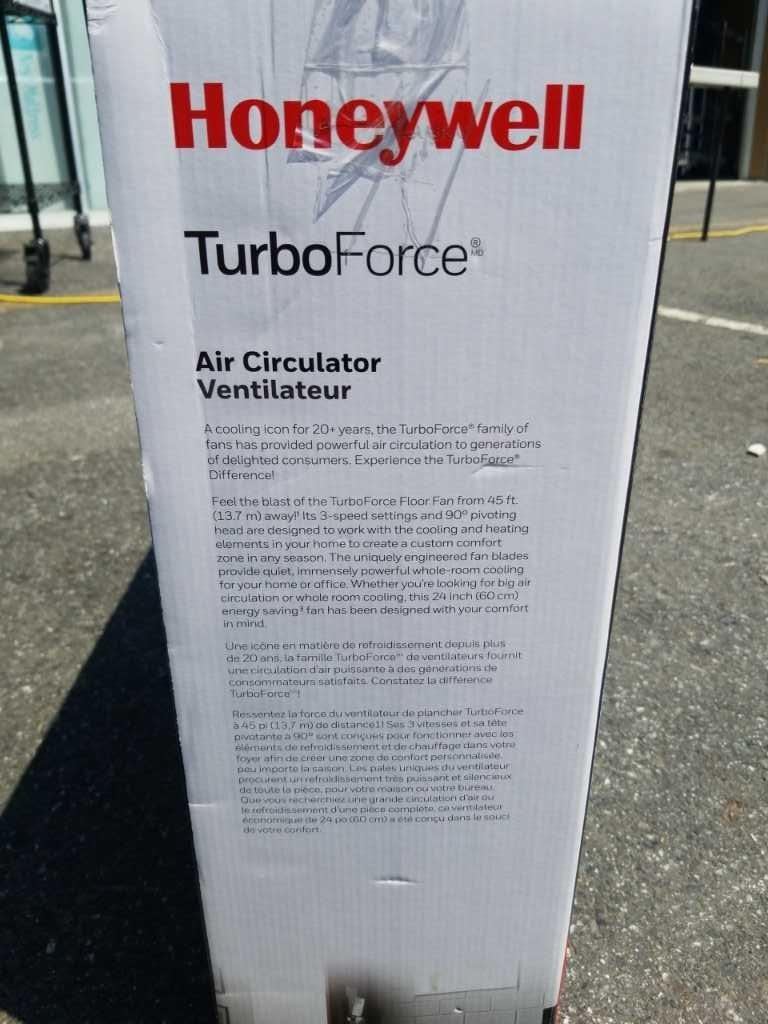 Honeywell
TurboForce®
MD
Air Circulator
Ventilateur
A cooling icon for 20+ years, the TurboForce® family of
fans has provided powerful air circulation to generations
of delighted consumers. Experience the TurboForce®
Difference!
Feel the blast of the TurboForce Floor Fan from 45 ft.
(13.7 m) away!¹ Its 3-speed settings and 90° pivoting
head are designed to work with the cooling and heating
elements in your home to create a custom comfort
zone in any season. The uniquely engineered fan blades
provide quiet, immensely powerful whole-room cooling
for your home or office. Whether you're looking for big air
circulation or whole room cooling, this 24 inch (60 cm)
energy saving‡ fan has been designed with your comfort
in mind.
Une icône en matière de refroidissement depuis plus
de 20 ans, la famille TurboForceᴹᴰ de ventilateurs fournit
une circulation d'air puissante à des générations de
consommateurs satisfaits. Constatez la différence
TurboForceᴹᴰ!
Ressentez la force du ventilateur de plancher TurboForce
à 45 pi (13,7 m) de distance1! Ses 3 vitesses et sa tête
pivotante à 90° sont conçues pour fonctionner avec les
éléments de refroidissement et de chauffage dans votre
foyer afin de créer une zone de confort personnalisée,
peu importe la saison. Les pales uniques du ventilateur
procurent un refroidissement très puissant et silencieux
de toute la pièce, pour votre maison ou votre bureau.
Que vous recherchiez une grande circulation d'air ou
le refroidissement d'une pièce complète, ce ventilateur
économique de 24 po (60 cm) a été conçu dans le souci
de votre confort.